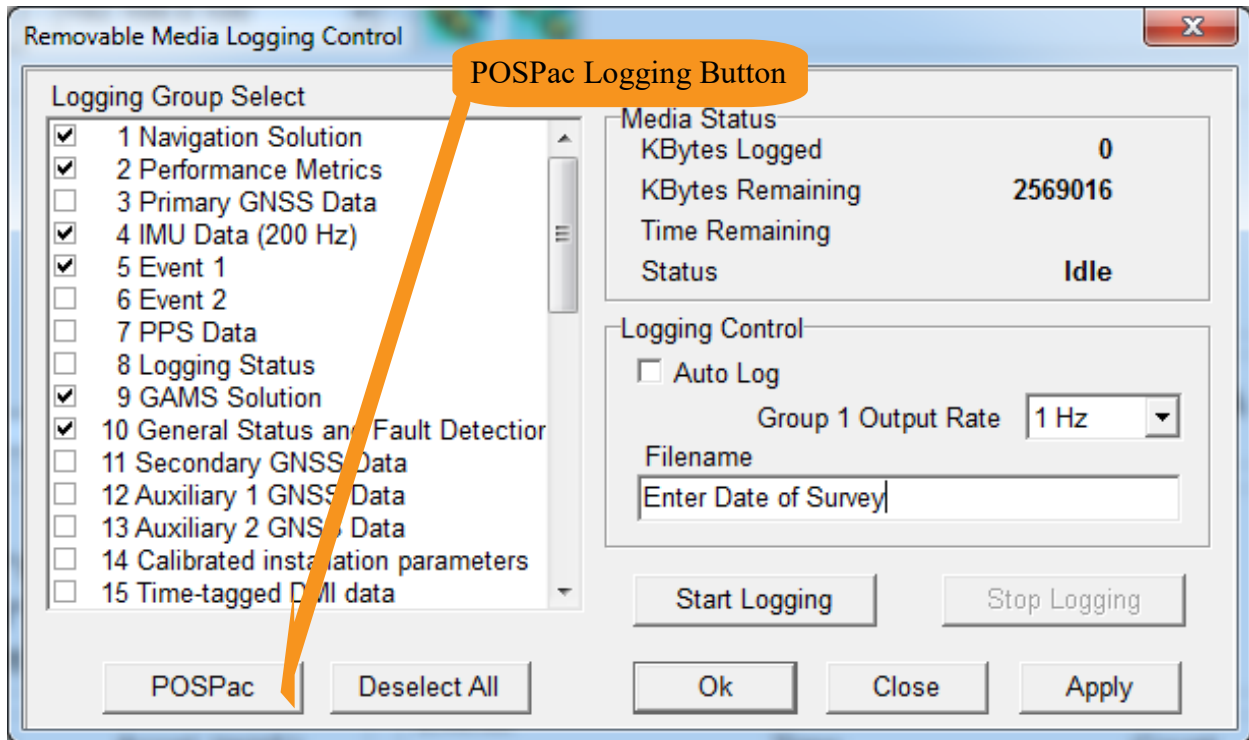 Removable Media Logging Control
X
POSPac Logging Button
Logging Group Select
1 Navigation Solution
2 Performance Metrics
3 Primary GNSS Data
4 IMU Data (200 Hz)
5 Event 1
6 Event 2
7 PPS Data
8 Logging Status
9 GAMS Solution
10 General Status and Fault Detection
11 Secondary GNSS Data
12 Auxiliary 1 GNSS Data
13 Auxiliary 2 GNSS Data
14 Calibrated installation parameters
15 Time-tagged DMI data
POSPac
Deselect All
Media Status
KBytes Logged 0
KBytes Remaining 2569016
Time Remaining
Status Idle
Logging Control
Auto Log
Group 1 Output Rate 1 Hz
Filename
Enter Date of Survey
Start Logging
Stop Logging
Ok
Close
Apply